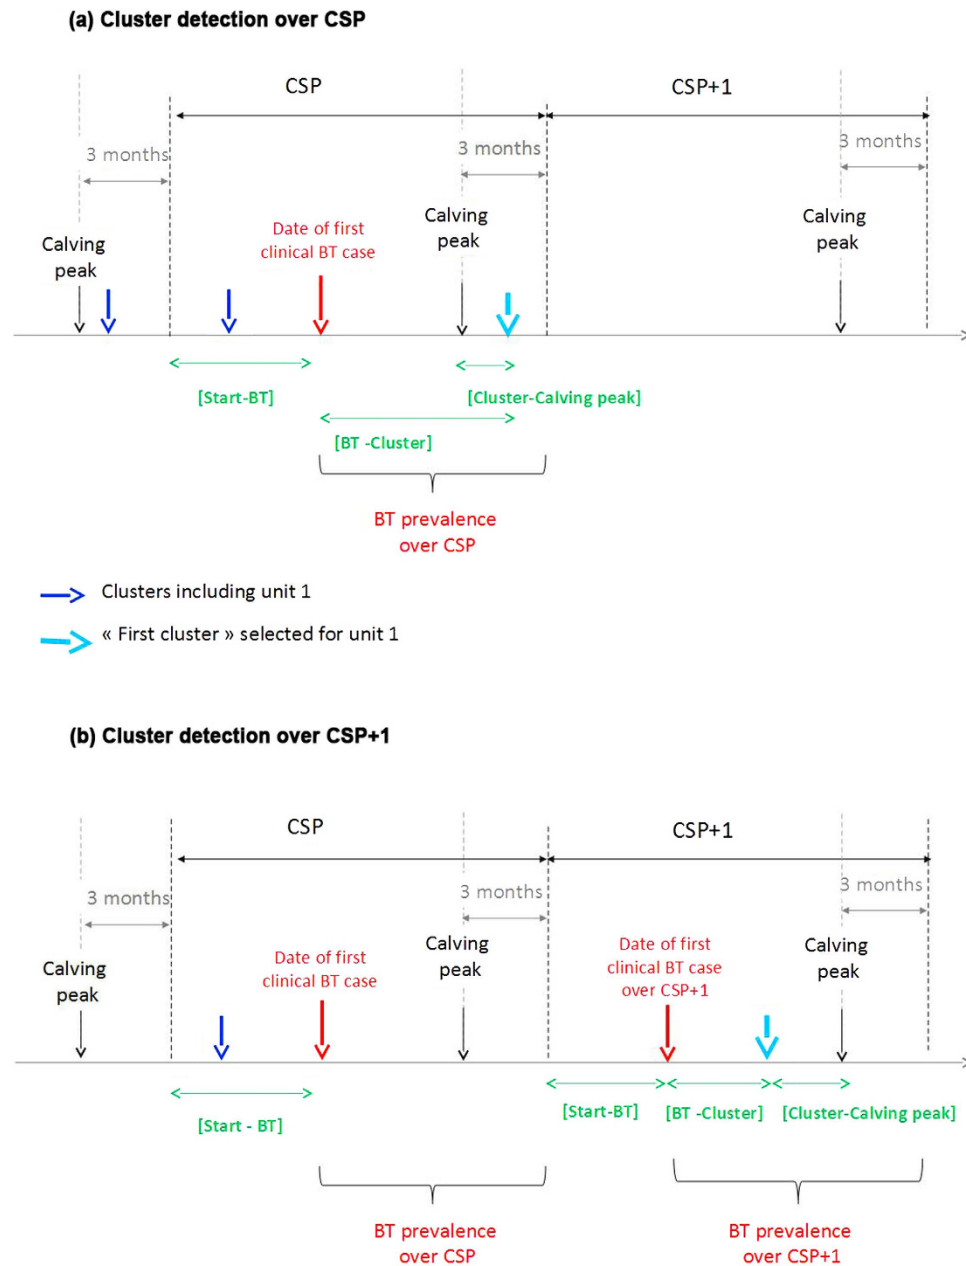 (a) Cluster detection over CSP
CSP
CSP+1
3 months
3 months
3 months
Calving
peak
Date of first
clinical BT case
Calving
peak
Calving
peak
[Start-BT]
[Cluster-Calving peak]
[BT -Cluster]
BT prevalence
over CSP
Clusters including unit 1
« First cluster » selected for unit 1
(b) Cluster detection over CSP+1
CSP
CSP+1
3 months
3 months
3 months
Calving
peak
Date of first
clinical BT case
Calving
peak
Date of first
clinical BT case
over CSP+1
Calving
peak
[Start - BT]
[Start-BT]
[BT -Cluster]
[Cluster-Calving peak]
BT prevalence
over CSP
BT prevalence
over CSP+1